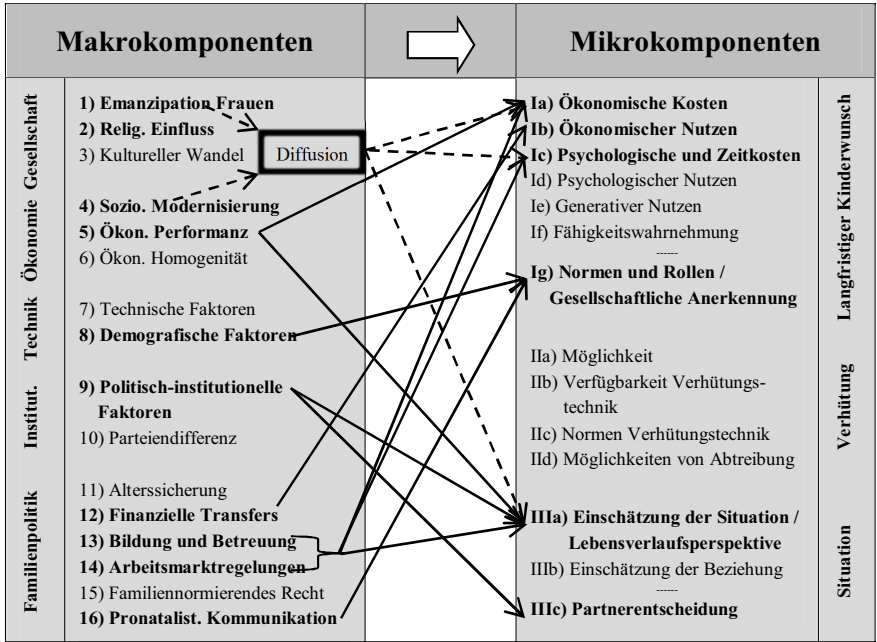 Makrokomponenten
Mikrokomponenten
Gesellschaft
1) Emanzipation Frauen
2) Relig. Einfluss
3) Kultureller Wandel
Diffusion
Ökonomie
4) Sozio. Modernisierung
5) Ökon. Performanz
6) Ökon. Homogenität
Technik
7) Technische Faktoren
8) Demografische Faktoren
Institut.
9) Politisch-institutionelle
Faktoren
10) Parteiendifferenz
Familienpolitik
11) Alterssicherung
12) Finanzielle Transfers
13) Bildung und Betreuung
14) Arbeitsmarktregelungen
15) Familiennormierendes Recht
16) Pronatalist. Kommunikation
Ia) Ökonomische Kosten
Ib) Ökonomischer Nutzen
Ic) Psychologische und Zeitkosten
Id) Psychologischer Nutzen
Ie) Generativer Nutzen
If) Fähigkeitswahrnehmung
------
Ig) Normen und Rollen /
Gesellschaftliche Anerkennung
Langfristiger Kinderwunsch
IIa) Möglichkeit
IIb) Verfügbarkeit Verhütungs-
technik
IIc) Normen Verhütungstechnik
IId) Möglichkeiten von Abtreibung
Verhütung
IIIa) Einschätzung der Situation /
Lebensverlaufsperspektive
IIIb) Einschätzung der Beziehung
------
IIIc) Partnerentscheidung
Situation